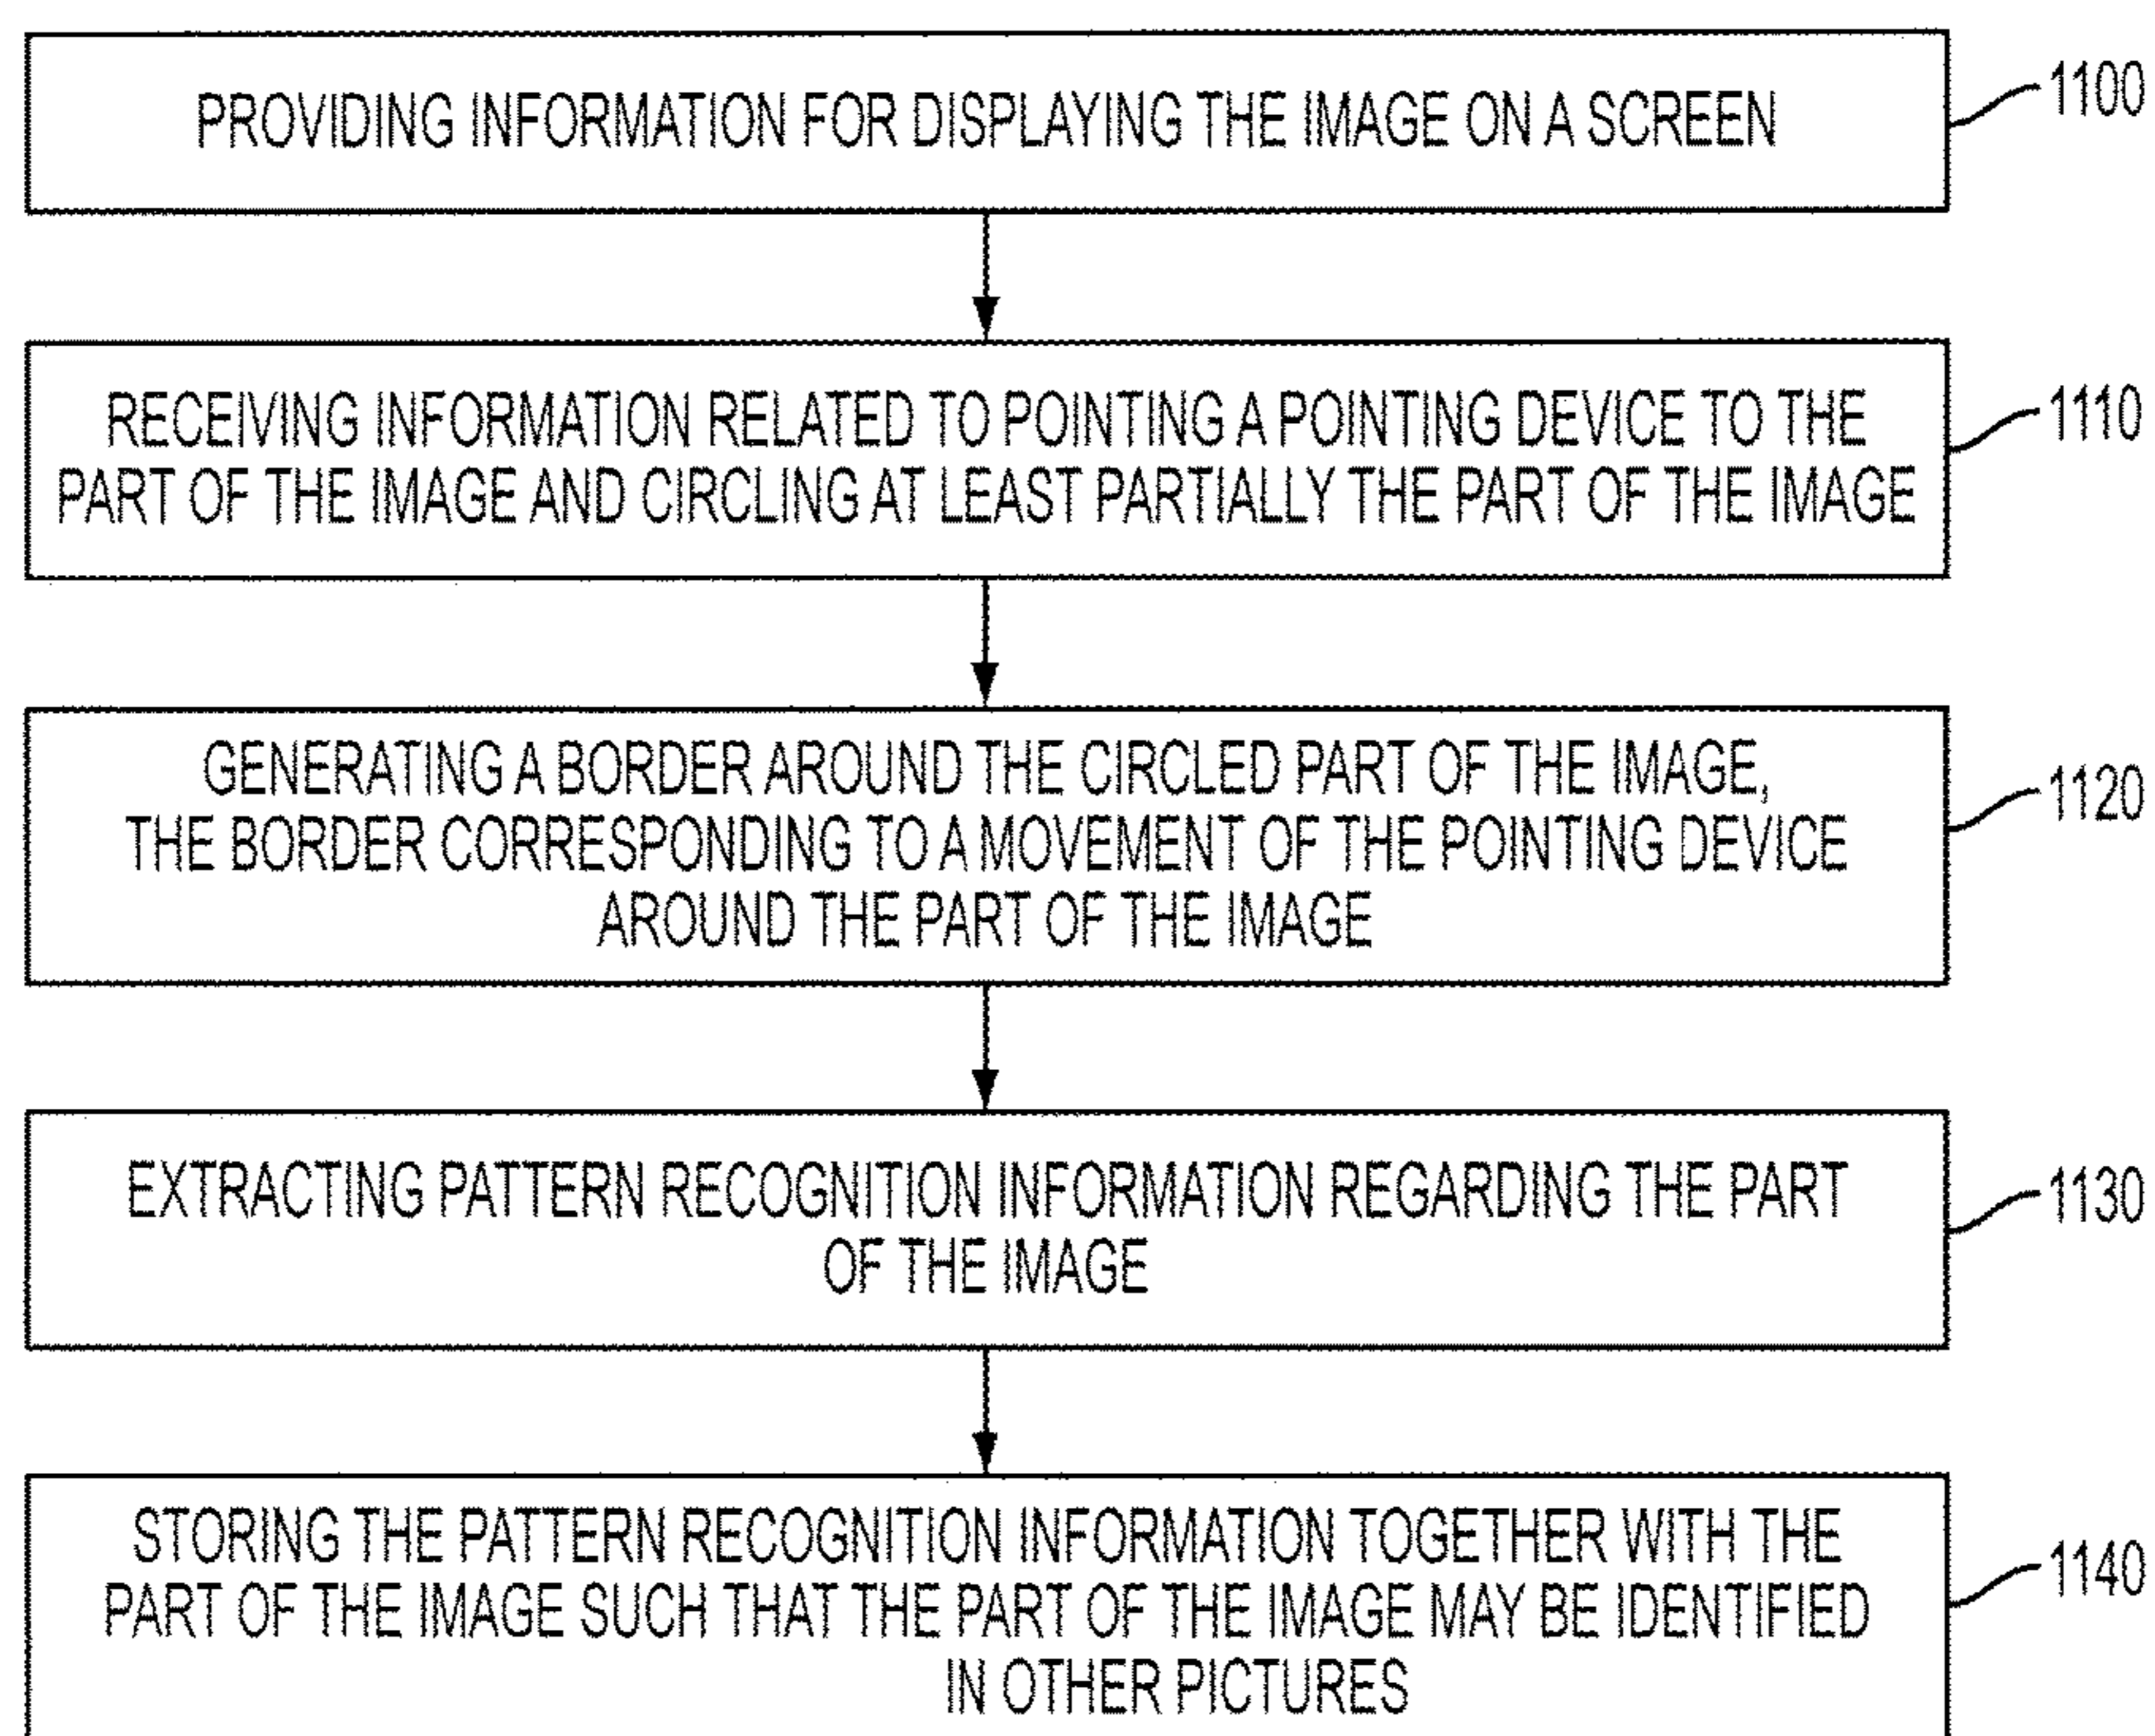 PROVIDING INFORMATION FOR DISPLAYING THE IMAGE ON A SCREEN
1100
RECEIVING INFORMATION RELATED TO POINTING A POINTING DEVICE TO THE
PART OF THE IMAGE AND CIRCLING AT LEAST PARTIALLY THE PART OF THE IMAGE
1110
GENERATING A BORDER AROUND THE CIRCLED PART OF THE IMAGE,
THE BORDER CORRESPONDING TO A MOVEMENT OF THE POINTING DEVICE
AROUND THE PART OF THE IMAGE
1120
EXTRACTING PATTERN RECOGNITION INFORMATION REGARDING THE PART
OF THE IMAGE
1130
STORING THE PATTERN RECOGNITION INFORMATION TOGETHER WITH THE
PART OF THE IMAGE SUCH THAT THE PART OF THE IMAGE MAY BE IDENTIFIED
IN OTHER PICTURES
1140